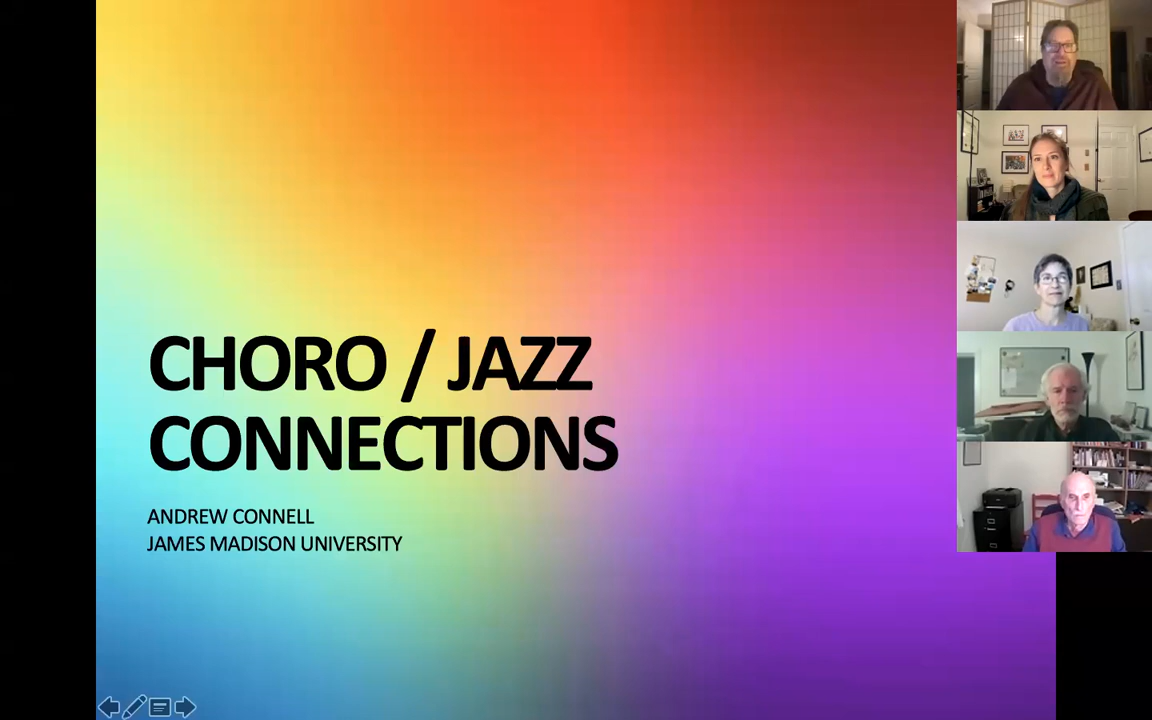 CHORO / JAZZ
CONNECTIONS
ANDREW CONNELL
JAMES MADISON UNIVERSITY